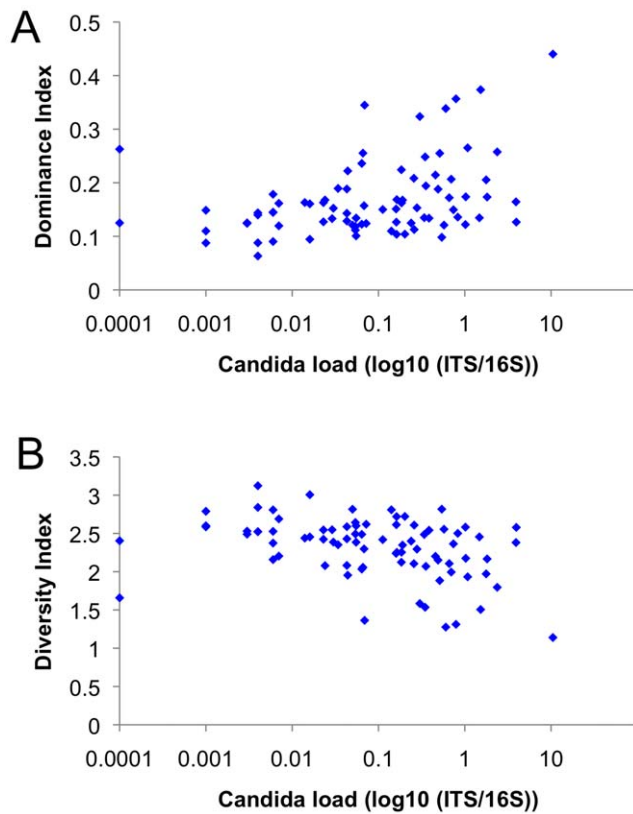 A
0.5
0.4
0.3
0.2
0.1
0
Dominance Index
0.0001 0.001 0.01 0.1 1 10
Candida load (log10 (ITS/16S))
B
3.5
3
2.5
2
1.5
1
0.5
0
Diversity Index
0.0001 0.001 0.01 0.1 1 10
Candida load (log10 (ITS/16S))